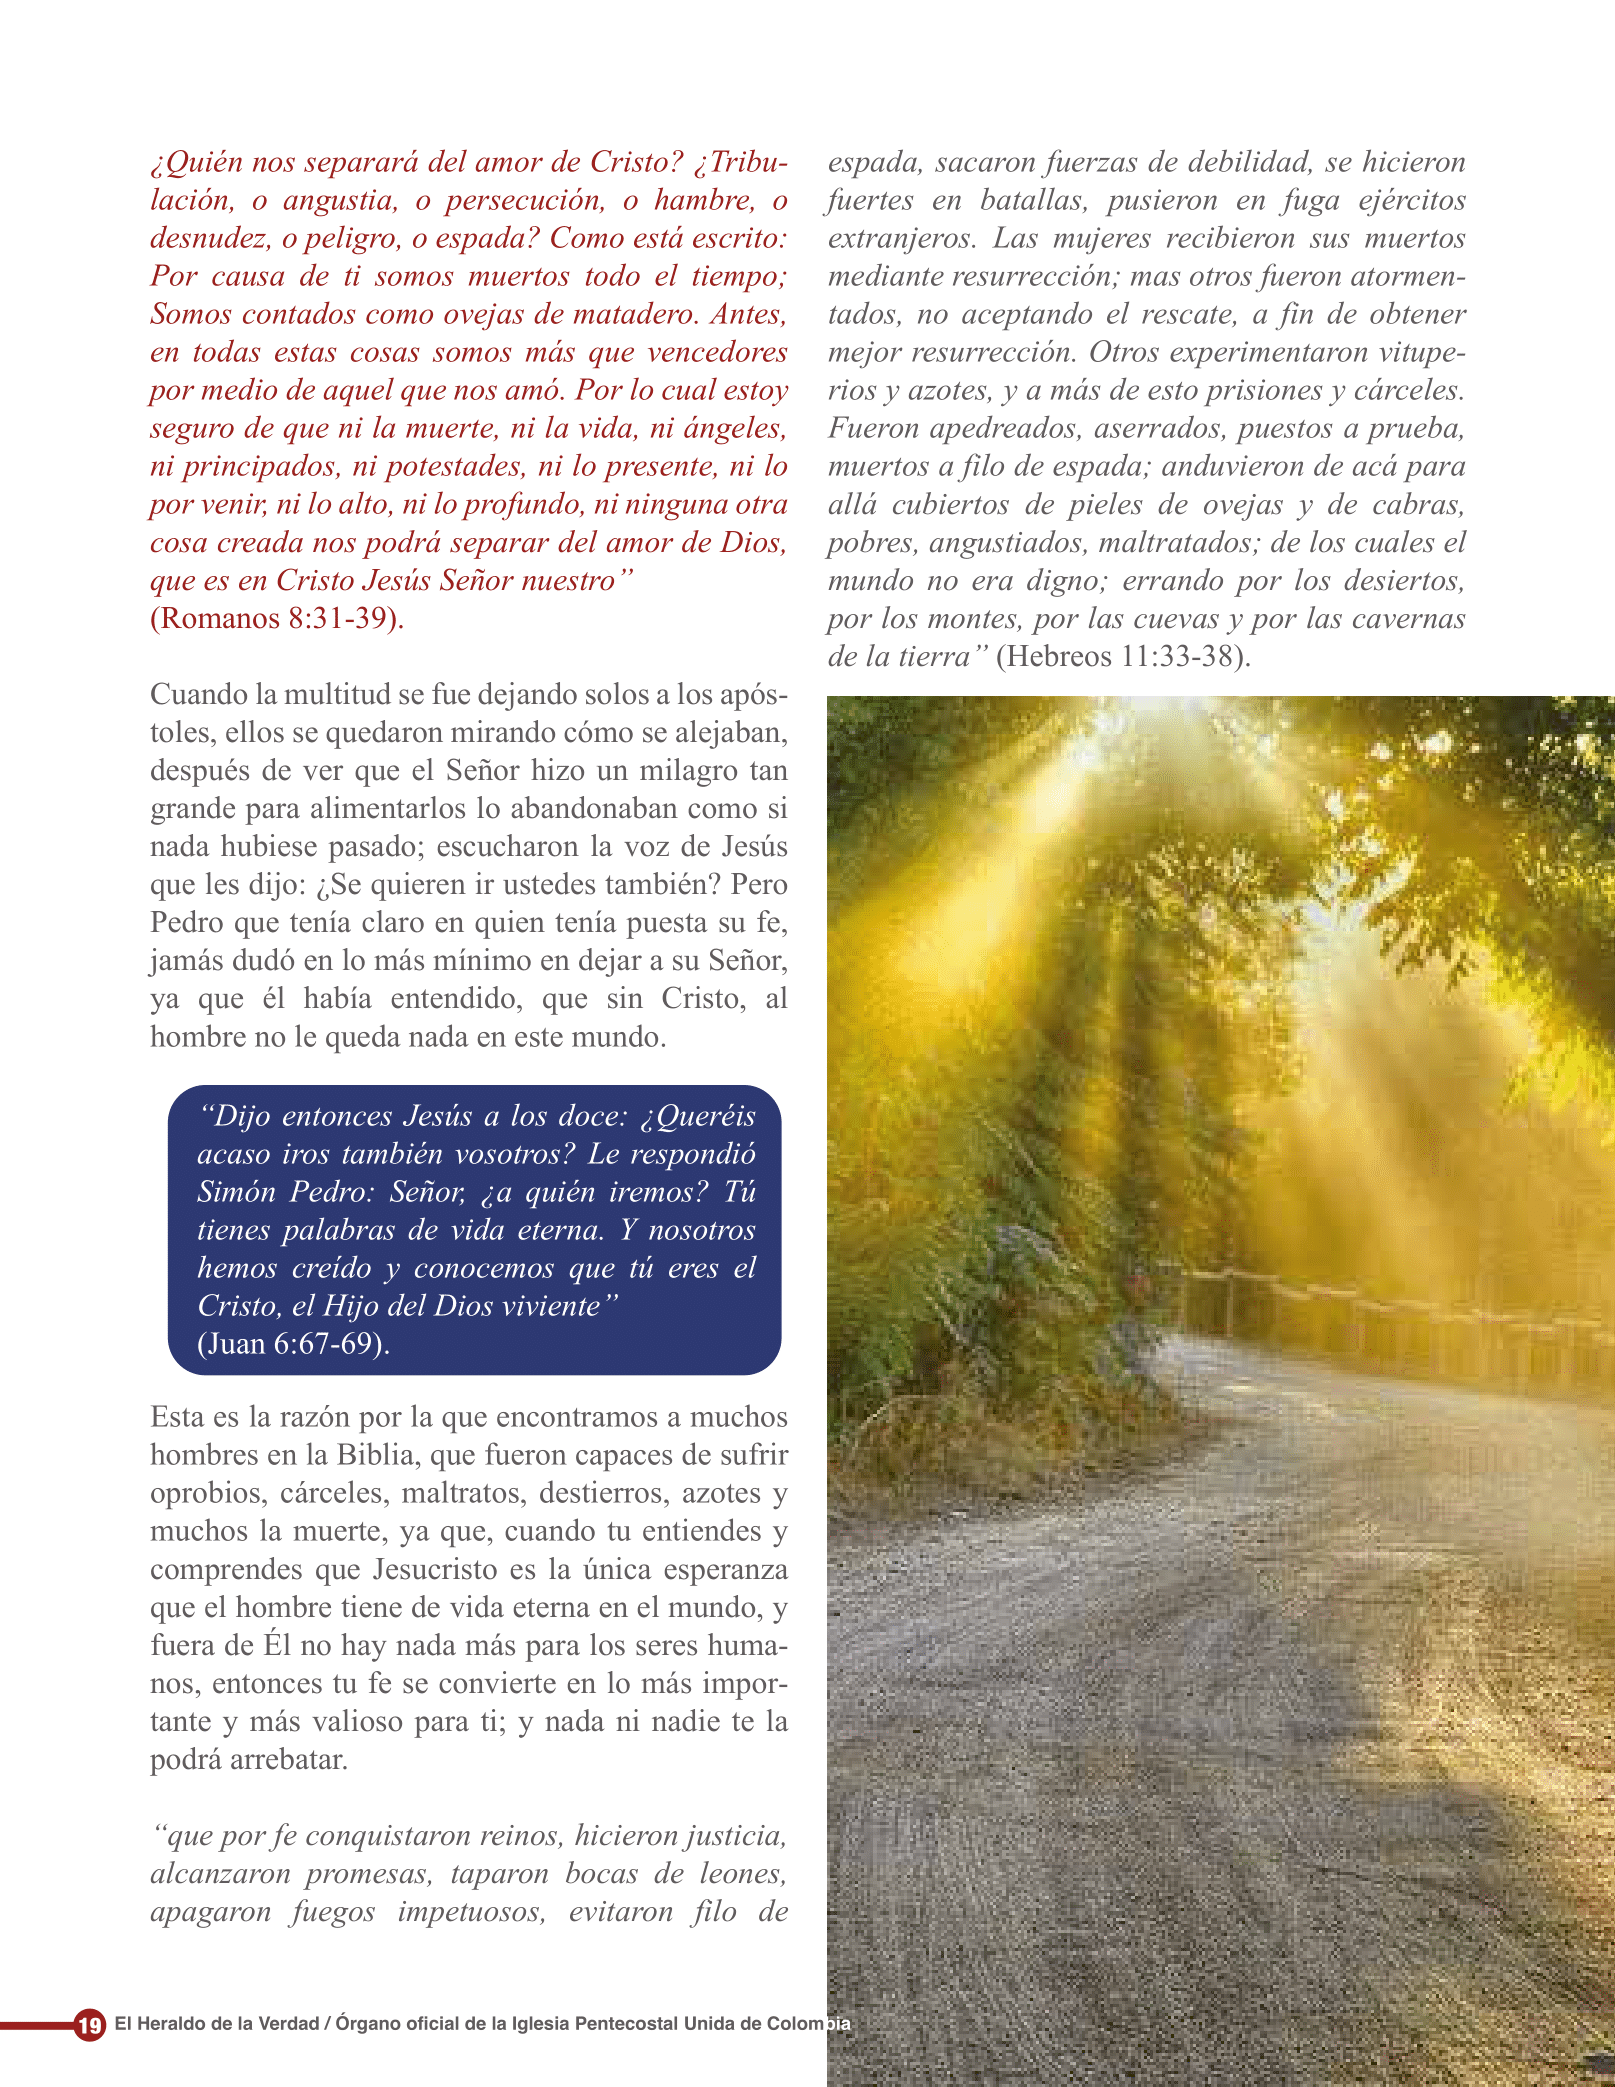 ¿Quién nos separará del amor de Cristo? ¿Tribu-
lación, o angustia, o persecución, o hambre, o
desnudez, o peligro, o espada? Como está escrito:
Por causa de ti somos muertos todo el tiempo;
Somos contados como ovejas de matadero. Antes,
en todas estas cosas somos más que vencedores
por medio de aquel que nos amó. Por lo cual estoy
seguro de que ni la muerte, ni la vida, ni ángeles,
ni principados, ni potestades, ni lo presente, ni lo
por venir, ni lo alto, ni lo profundo, ni ninguna otra
cosa creada nos podrá separar del amor de Dios,
que es en Cristo Jesús Señor nuestro”
(Romanos 8:31-39).
Cuando la multitud se fue dejando solos a los após-
toles, ellos se quedaron mirando cómo se alejaban,
después de ver que el Señor hizo un milagro tan
grande para alimentarlos lo abandonaban como si
nada hubiese pasado; escucharon la voz de Jesús
que les dijo: ¿Se quieren ir ustedes también? Pero
Pedro que tenía claro en quien tenía puesta su fe,
jamás dudó en lo más mínimo en dejar a su Señor,
ya que él había entendido, que sin Cristo, al
hombre no le queda nada en este mundo.
“Dijo entonces Jesús a los doce: ¿Queréis
acaso iros también vosotros? Le respondió
Simón Pedro: Señor, ¿a quién iremos? Tú
tienes palabras de vida eterna. Y nosotros
hemos creído y conocemos que tú eres el
Cristo, el Hijo del Dios viviente”
(Juan 6:67-69).
Esta es la razón por la que encontramos a muchos
hombres en la Biblia, que fueron capaces de sufrir
oprobios, cárceles, maltratos, destierros, azotes y
muchos la muerte, ya que, cuando tu entiendes y
comprendes que Jesucristo es la única esperanza
que el hombre tiene de vida eterna en el mundo, y
fuera de Él no hay nada más para los seres huma-
nos, entonces tu fe se convierte en lo más impor-
tante y más valioso para ti; y nada ni nadie te la
podrá arrebatar.
“que por fe conquistaron reinos, hicieron justicia,
alcanzaron promesas, taparon bocas de leones,
apagaron fuegos impetuosos, evitaron filo de
espada, sacaron fuerzas de debilidad, se hicieron
fuertes en batallas, pusieron en fuga ejércitos
extranjeros. Las mujeres recibieron sus muertos
mediante resurrección; mas otros fueron atormen-
tados, no aceptando el rescate, a fin de obtener
mejor resurrección. Otros experimentaron vitupe-
rios y azotes, y a más de esto prisiones y cárceles.
Fueron apedreados, aserrados, puestos a prueba,
muertos a filo de espada; anduvieron de acá para
allá cubiertos de pieles de ovejas y de cabras,
pobres, angustiados, maltratados; de los cuales el
mundo no era digno; errando por los desiertos,
por los montes, por las cuevas y por las cavernas
de la tierra” (Hebreos 11:33-38).
19 El Heraldo de la Verdad / Órgano oficial de la Iglesia Pentecostal Unida de Colombia